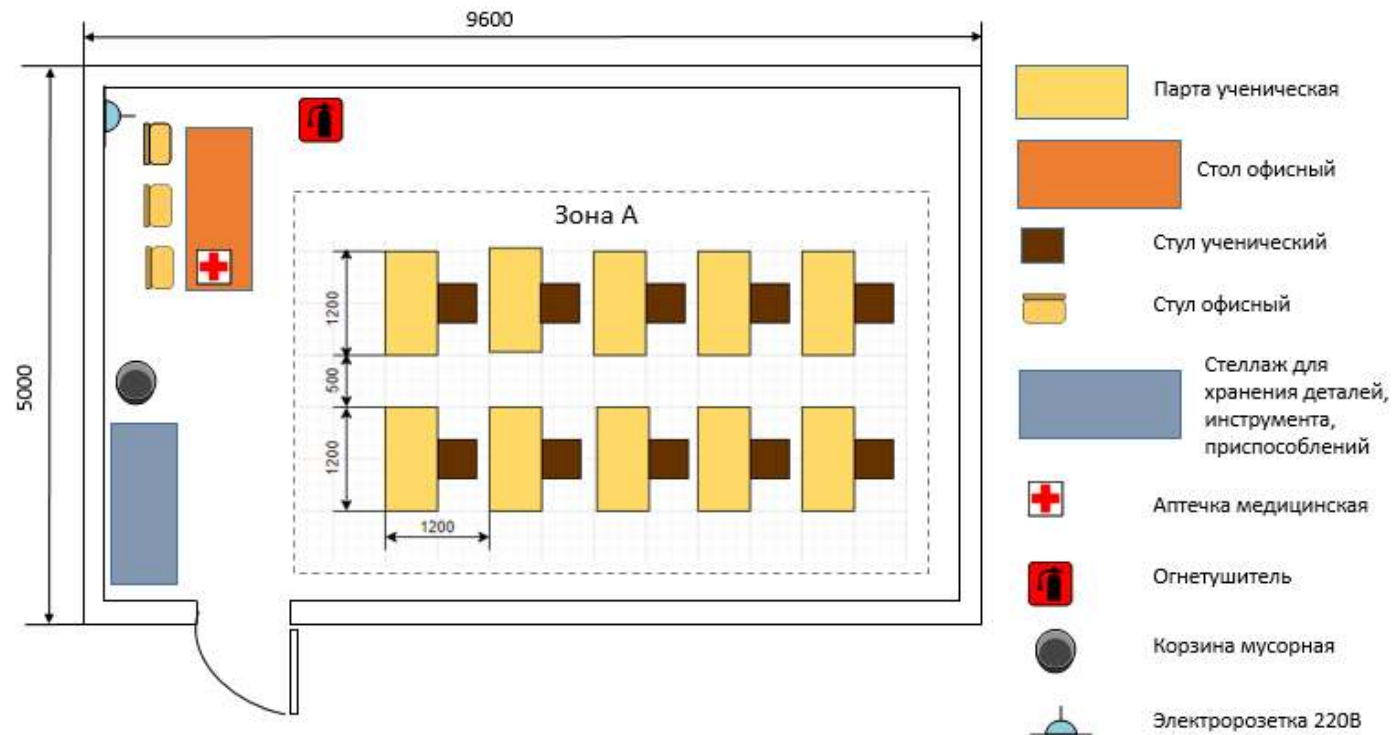 9600
5000
Зона А
1200
500
1200
1200
Парта ученическая
Стол офисный
Стул ученический
Стул офисный
Стеллаж для
хранения деталей,
инструмента,
приспособлений
Аптечка медицинская
Огнетушитель
Корзина мусорная
Электророзетка 220В